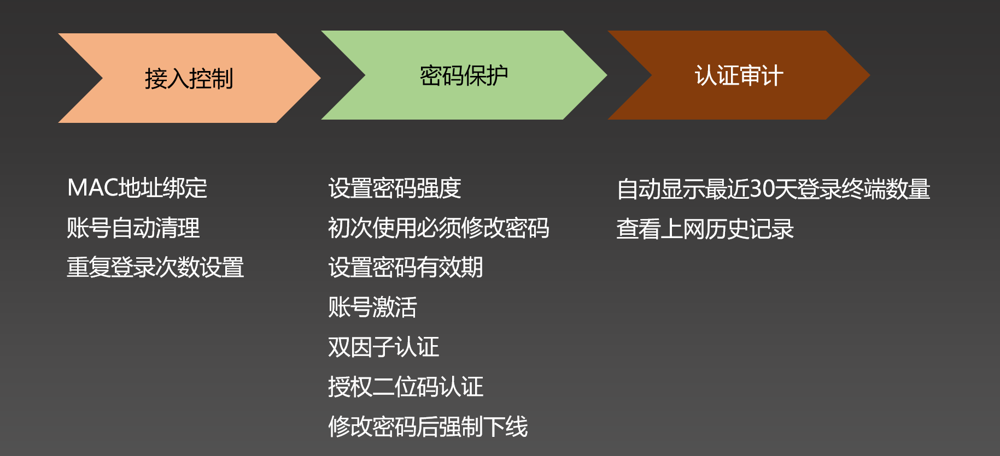 接入控制
密码保护
认证审计
MAC地址绑定
账号自动清理
重复登录次数设置
设置密码强度
初次使用必须修改密码
设置密码有效期
账号激活
双因子认证
授权二位码认证
修改密码后强制下线
自动显示最近30天登录终端数量
查看上网历史记录